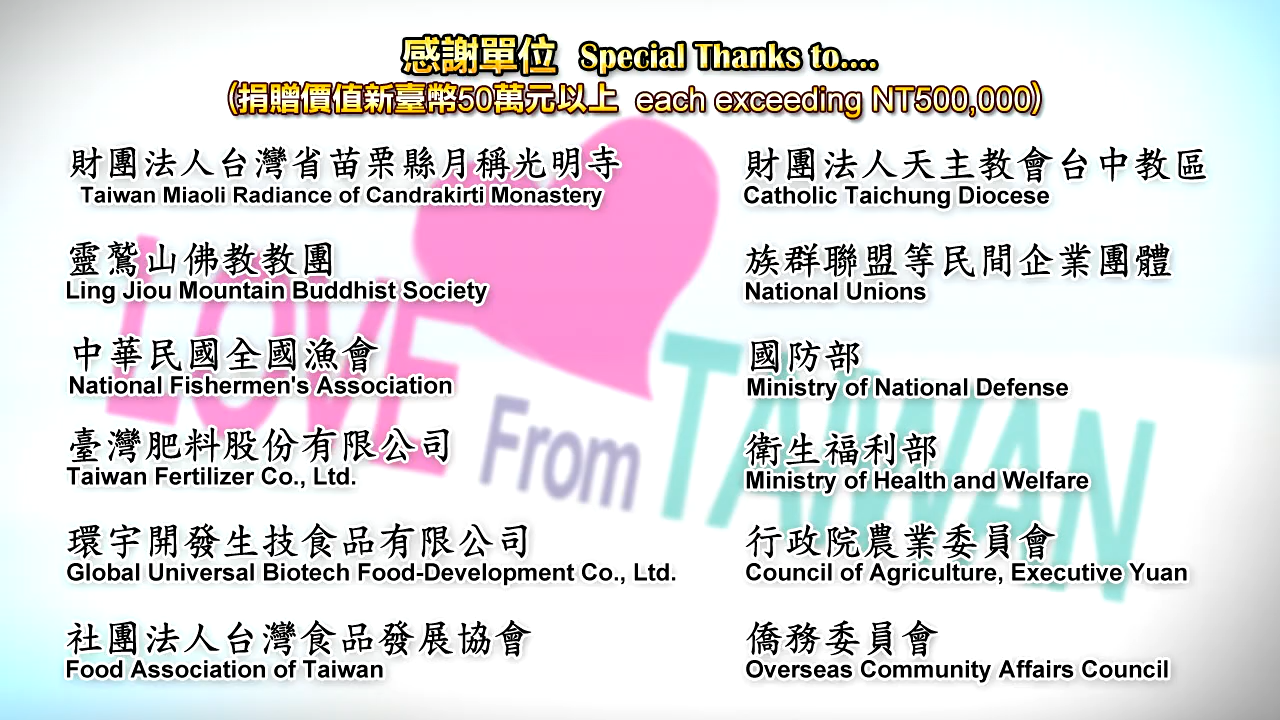 感謝單位 Special Thanks to....
(捐贈價值新臺幣50萬元以上 each exceeding NT500,000)
財團法人台灣省苗栗縣月稱光明寺
Taiwan Miaoli Radiance of Candrakirti Monastery
靈鷲山佛教教團
Ling Jiou Mountain Buddhist Society
中華民國全國漁會
National Fishermen's Association
臺灣肥料股份有限公司
Taiwan Fertilizer Co., Ltd.
環宇開發生技食品有限公司
Global Universal Biotech Food-Development Co., Ltd.
社團法人台灣食品發展協會
Food Association of Taiwan
財團法人天主教會台中教區
Catholic Taichung Diocese
族群聯盟等民間企業團體
National Unions
國防部
Ministry of National Defense
衛生福利部
Ministry of Health and Welfare
行政院農業委員會
Council of Agriculture, Executive Yuan
僑務委員會
Overseas Community Affairs Council
LOVE From TAIWAN